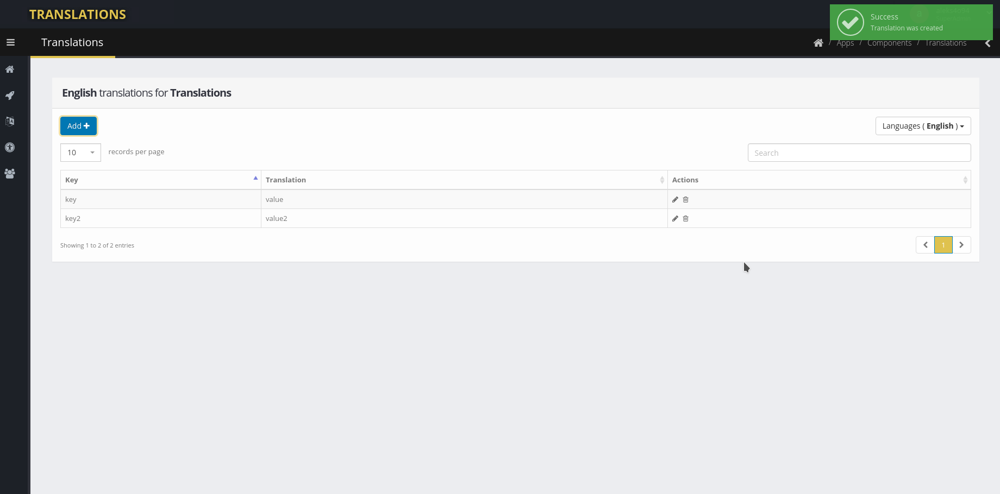 TRANSLATIONS
Success
Translation was created
Translations
/ Apps / Components / Translations
English translations for Translations
Add
Languages ( English )
10 records per page
Search
Key Translation Actions
key value
key2 value2
Showing 1 to 2 of 2 entries
1